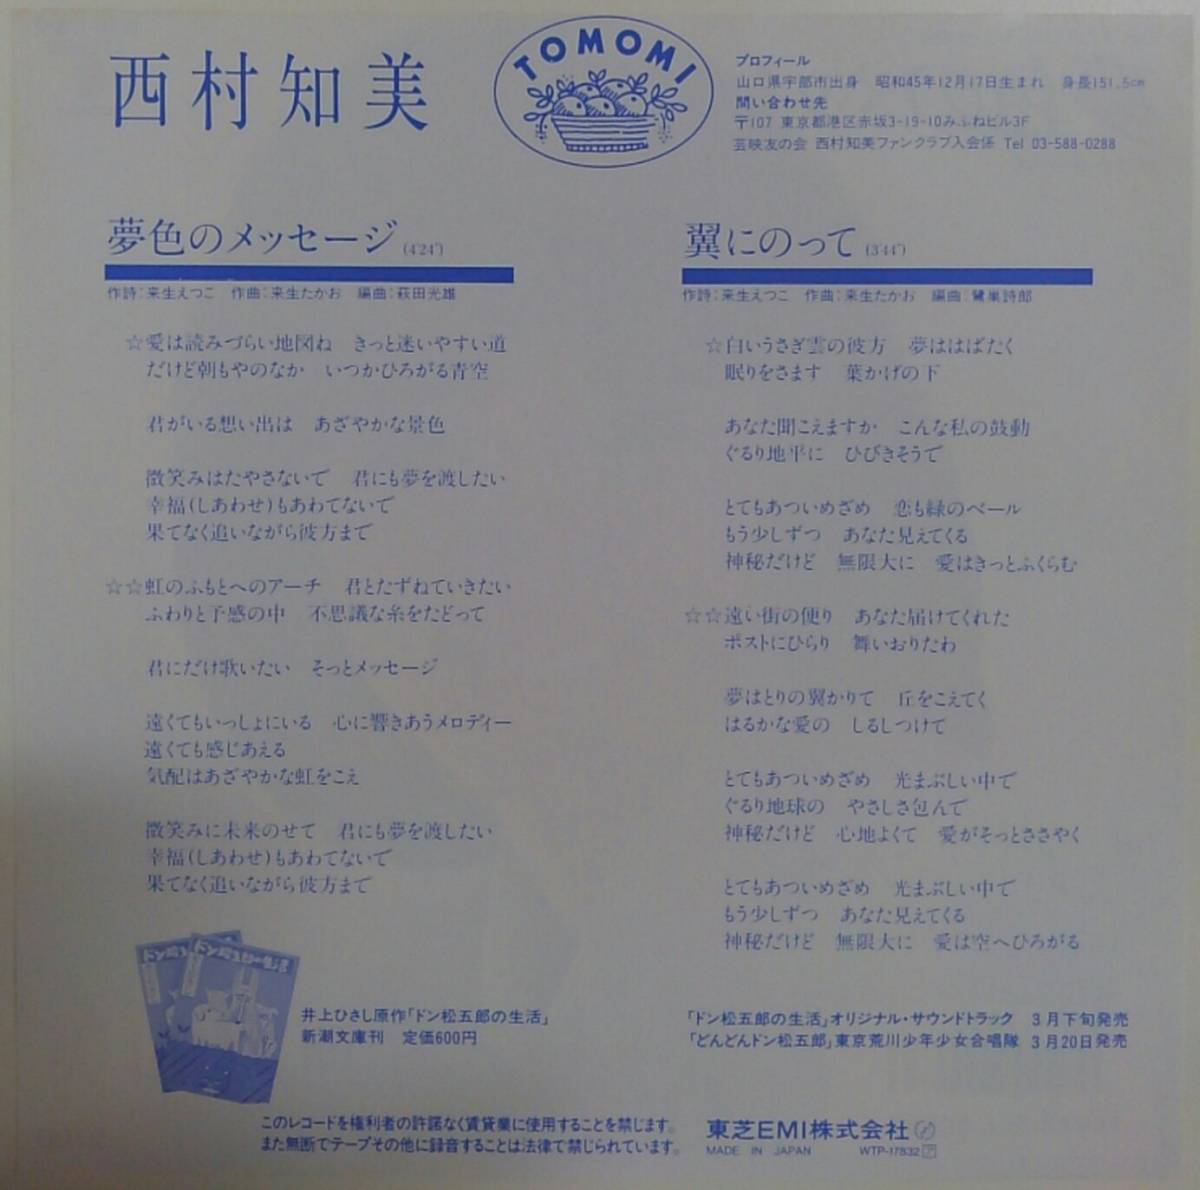 西村知美
TOMOMI
プロフィール
山口県宇部市出身　昭和45年12月17日生まれ　身長151.5cm
問い合わせ先
〒107 東京都港区赤坂3-19-10みふねビル3F
芸映友の会 西村知美ファンクラブ入会係 Tel 03-588-0288
夢色のメッセージ (4'24")
作詩:来生えつこ　作曲:来生たかお　編曲:萩田光雄
☆愛は読みづらい地図ね　きっと迷いやすい道
だけど朝もやのなか　いつかひろがる青空
君がいる想い出は　あざやかな景色
微笑みはたやさないで　君にも夢を渡したい
幸福(しあわせ)もあわてないで
果てなく追いながら彼方まで
☆☆虹のふもとへのアーチ　君とたずねていきたい
ふわりと予感の中　不思議な糸をたどって
君にだけ歌いたい　そっとメッセージ
遠くてもいっしょにいる　心に響きあうメロディー
遠くても感じあえる
気配はあざやかな虹をこえ
微笑みに未来のせて　君にも夢を渡したい
幸福(しあわせ)もあわてないで
果てなく追いながら彼方まで
翼にのって (3'44")
作詩:来生えつこ　作曲:来生たかお　編曲:鷺巣詩郎
☆白いうさぎ雲の彼方　夢ははばたく
眠りをさます　葉かげの下
あなた聞こえますか　こんな私の鼓動
ぐるり地平に　ひびきそうで
とてもあついめざめ　恋も緑のベール
もう少しずつ　あなた見えてくる
神秘だけど　無限大に　愛はきっとふくらむ
☆☆遠い街の便り　あなた届けてくれた
ポストにひらり　舞いおりたわ
夢はとりの翼かりて　丘をこえてく
はるかな愛の　しるしつけて
とてもあついめざめ　光まぶしい中で
ぐるり地球の　やさしさ包んで
神秘だけど　心地よくて　愛がそっとささやく
とてもあついめざめ　光まぶしい中で
もう少しずつ　あなた見えてくる
神秘だけど　無限大に　愛は空へひろがる
ドン松五郎の生活
井上ひさし原作「ドン松五郎の生活」
新潮文庫刊　定価600円
「ドン松五郎の生活」オリジナル・サウンドトラック　3月下旬発売
「どんどんドン松五郎」東京荒川少年少女合唱隊　3月20日発売
このレコードを権利者の許諾なく賃貸業に使用することを禁じます。
また無断でテープその他に録音することは法律で禁じられています。
東芝EMI株式会社
MADE IN JAPAN　WTP-17832 ア